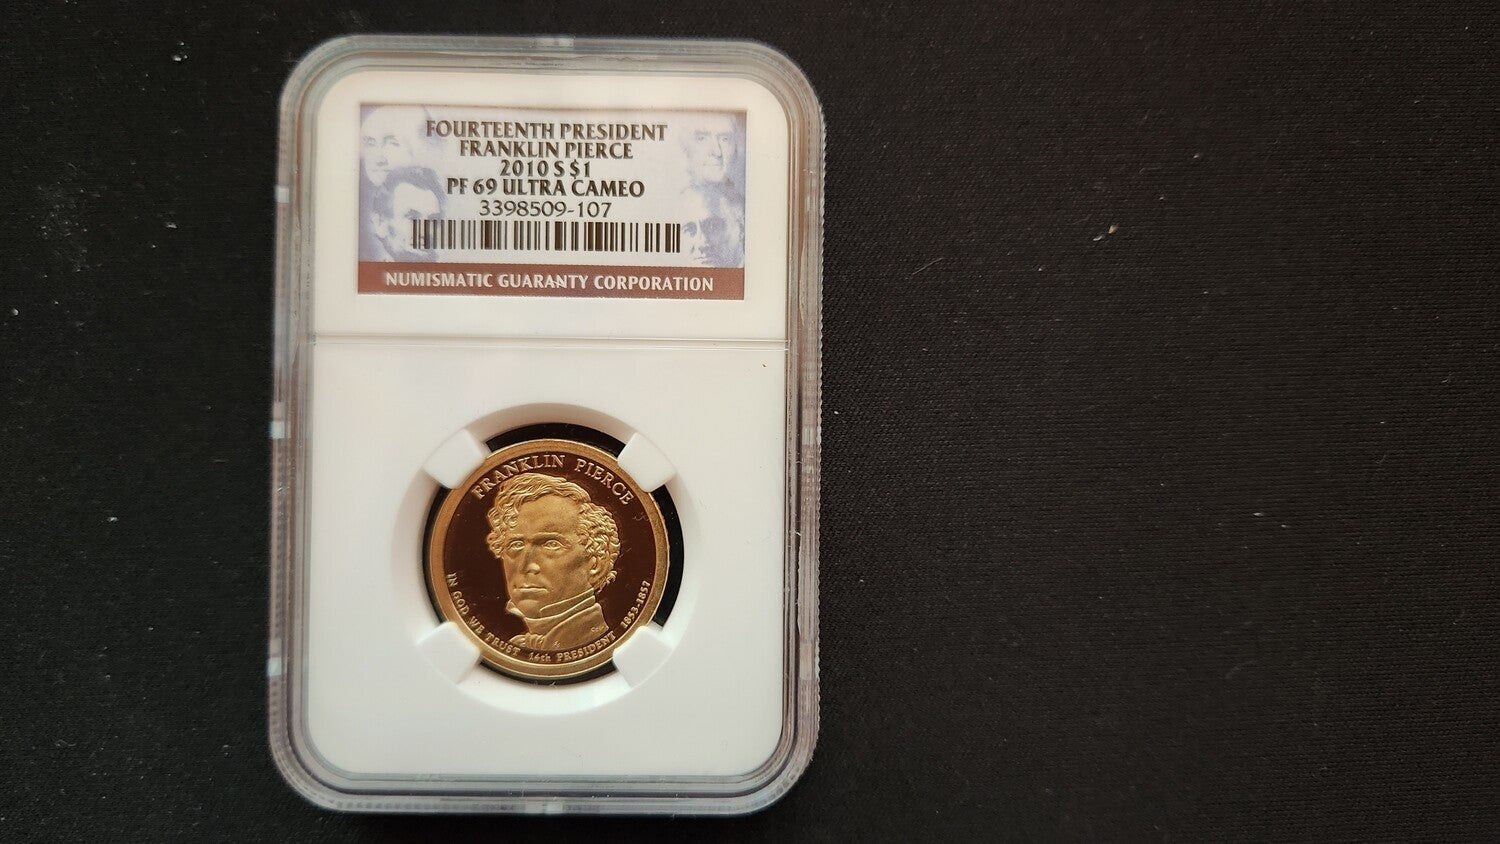 FOURTEENTH PRESIDENT
FRANKLIN PIERCE
2010 S $1
PF 69 ULTRA CAMEO
3398509-107
NUMISMATIC GUARANTY CORPORATION
FRANKLIN PIERCE
IN GOD WE TRUST
14th PRESIDENT
1853-1857